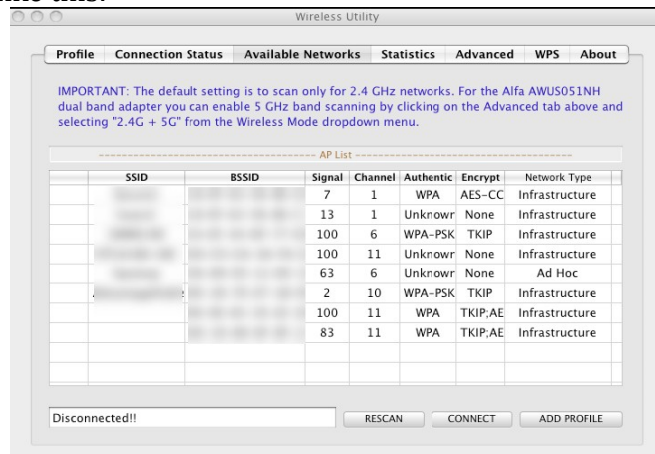 Wireless Utility
Profile Connection Status Available Networks Statistics Advanced WPS About
IMPORTANT: The default setting is to scan only for 2.4 GHz networks. For the Alfa AWUS051NH
dual band adapter you can enable 5 GHz band scanning by clicking on the Advanced tab above and
selecting "2.4G + 5G" from the Wireless Mode dropdown menu.
AP List
SSID BSSID Signal Channel Authentic Encrypt Network Type
7 1 WPA AES-CC Infrastructure
13 1 Unknowr None Infrastructure
100 6 WPA-PSK TKIP Infrastructure
100 11 Unknowr None Infrastructure
63 6 Unknowr None Ad Hoc
2 10 WPA-PSK TKIP Infrastructure
100 11 WPA TKIP;AE Infrastructure
83 11 WPA TKIP;AE Infrastructure
Disconnected!! RESCAN CONNECT ADD PROFILE